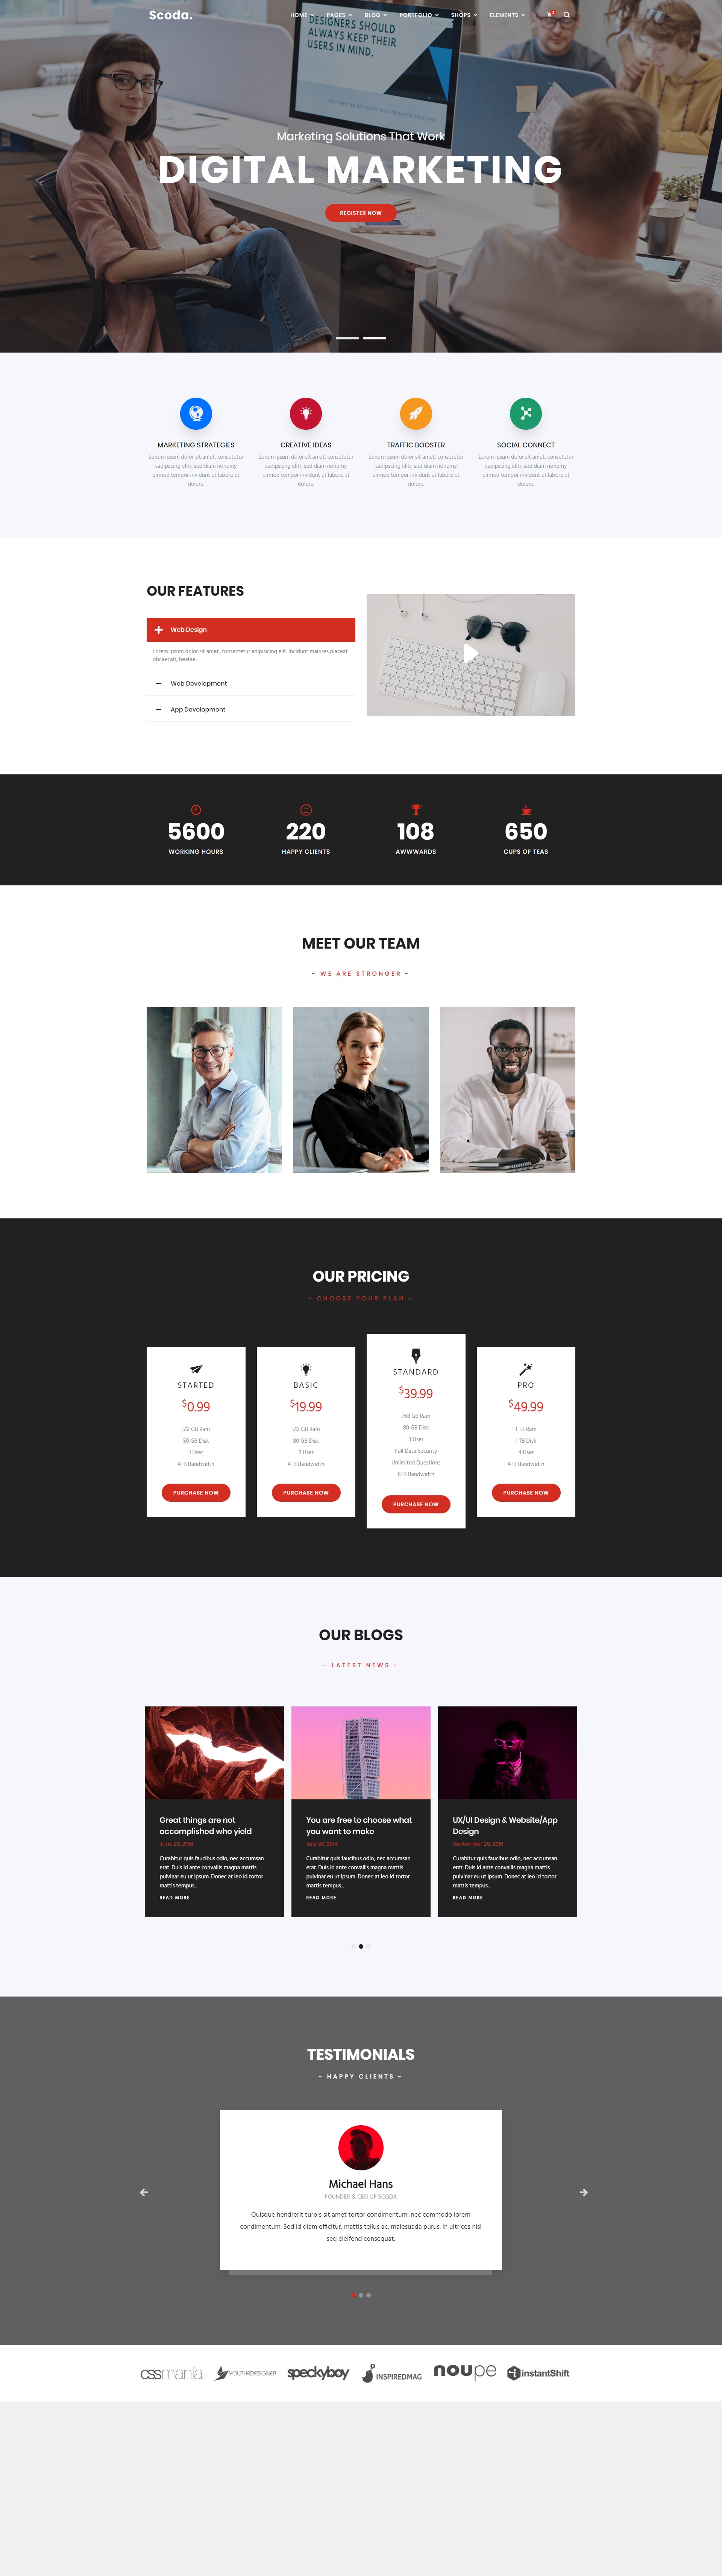 Scoda.
HOME PAGES BLOG PORTFOLIO SHOPS ELEMENTS
DESIGNERS SHOULD
ALWAYS KEEP THEIR
USERS IN MIND.
Marketing Solutions That Work
DIGITAL MARKETING
REGISTER NOW
MARKETING STRATEGIES
Lorem ipsum dolor sit amet, consetetur
sadipscing elitr, sed diam nonumy
eirmod tempor invidunt ut labore et
dolore.
CREATIVE IDEAS
Lorem ipsum dolor sit amet, consetetur
sadipscing elitr, sed diam nonumy
eirmod tempor invidunt ut labore et
dolore.
TRAFFIC BOOSTER
Lorem ipsum dolor sit amet, consetetur
sadipscing elitr, sed diam nonumy
eirmod tempor invidunt ut labore et
dolore.
SOCIAL CONNECT
Lorem ipsum dolor sit amet, consetetur
sadipscing elitr, sed diam nonumy
eirmod tempor invidunt ut labore et
dolore.
OUR FEATURES
Web Design
Lorem ipsum dolor sit amet, consectetur adipisicing elit. Incidunt maiores placeat
obcaecati, beatae.
Web Development
App Development
5600
WORKING HOURS
220
HAPPY CLIENTS
108
AWWWARDS
650
CUPS OF TEAS
MEET OUR TEAM
~ WE ARE STRONGER ~
OUR PRICING
~ CHOOSE YOUR PLAN ~
STARTED
$0.99
512 GB Ram
50 GB Disk
1 User
4TB Bandwidth
PURCHASE NOW
BASIC
$19.99
512 GB Ram
80 GB Disk
2 User
4TB Bandwidth
PURCHASE NOW
STANDARD
$39.99
768 GB Ram
80 GB Disk
3 User
Full Data Security
Unlimited Questions
6TB Bandwidth
PURCHASE NOW
PRO
$49.99
1 TB Ram
1 TB Disk
4 User
4TB Bandwidth
PURCHASE NOW
OUR BLOGS
~ LATEST NEWS ~
Great things are not
accomplished who yield
Curabitur quis faucibus odio, nec accumsan
erat. Duis id ante convallis magna mattis
pulvinar eu ut ipsum. Donec at leo id tortor
mattis tempus...
READ MORE
You are free to choose what
you want to make
July 30, 2014
Curabitur quis faucibus odio, nec accumsan
erat. Duis id ante convallis magna mattis
pulvinar eu ut ipsum. Donec at leo id tortor
mattis tempus...
READ MORE
UX/UI Design & Website/App
Design
Curabitur quis faucibus odio, nec accumsan
erat. Duis id ante convallis magna mattis
pulvinar eu ut ipsum. Donec at leo id tortor
mattis tempus...
READ MORE
TESTIMONIALS
~ HAPPY CLIENTS ~
Michael Hans
FOUNDER & CEO OF SCODA
Quisque hendrerit turpis sit amet tortor condimentum, nec commodo lorem
condimentum. Sed id diam efficitur, mattis tellus ac, malesuada purus. In ultrices nisl
sed eleifend consequat.
cssmania YOUTHEDESIGNER speckyboy INSPIREDMAG noupe instantShift